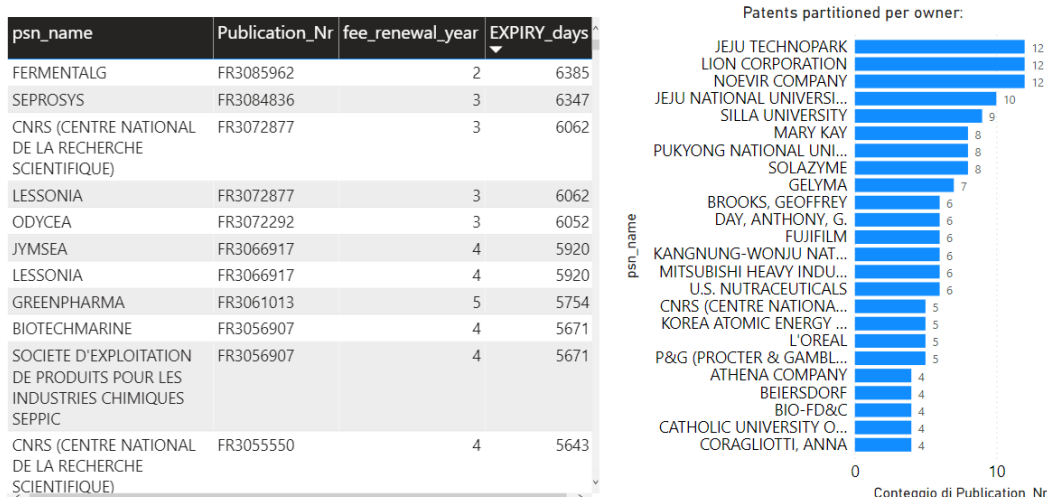 psn_name Publication_Nr fee_renewal_year EXPIRY_days
FERMENTALG FR3085962 2 6385
SEPROSYS FR3084836 3 6347
CNRS (CENTRE NATIONAL FR3072877 3 6062
DE LA RECHERCHE
SCIENTIFIQUE)
LESSONIA FR3072877 3 6062
ODYCEA FR3072292 3 6052
JYMSEA FR3066917 4 5920
LESSONIA FR3066917 4 5920
GREENPHARMA FR3061013 5 5754
BIOTECHMARINE FR3056907 4 5671
SOCIETE D'EXPLOITATION FR3056907 4 5671
DE PRODUITS POUR LES
INDUSTRIES CHIMIQUES
SEPPIC
CNRS (CENTRE NATIONAL FR3055550 4 5643
DE LA RECHERCHE
SCIENTIFIQUE)
Patents partitioned per owner:
psn_name
JEJU TECHNOPARK 12
LION CORPORATION 12
NOEVIR COMPANY 12
JEJU NATIONAL UNIVERSI... 10
SILLA UNIVERSITY 9
MARY KAY 8
PUKYONG NATIONAL UNI... 8
SOLAZYME 8
GELYMA 7
BROOKS, GEOFFREY 6
DAY, ANTHONY, G. 6
FUJIFILM 6
KANGNUNG-WONJU NAT... 6
MITSUBISHI HEAVY INDU... 6
U.S. NUTRACEUTICALS 6
CNRS (CENTRE NATIONA... 5
KOREA ATOMIC ENERGY ... 5
L'OREAL 5
P&G (PROCTER & GAMBL... 5
ATHENA COMPANY 4
BEIERSDORF 4
BIO-FD&C 4
CATHOLIC UNIVERSITY O... 4
CORAGLIOTTI, ANNA 4
0 10
Conteggio di Publication_Nr